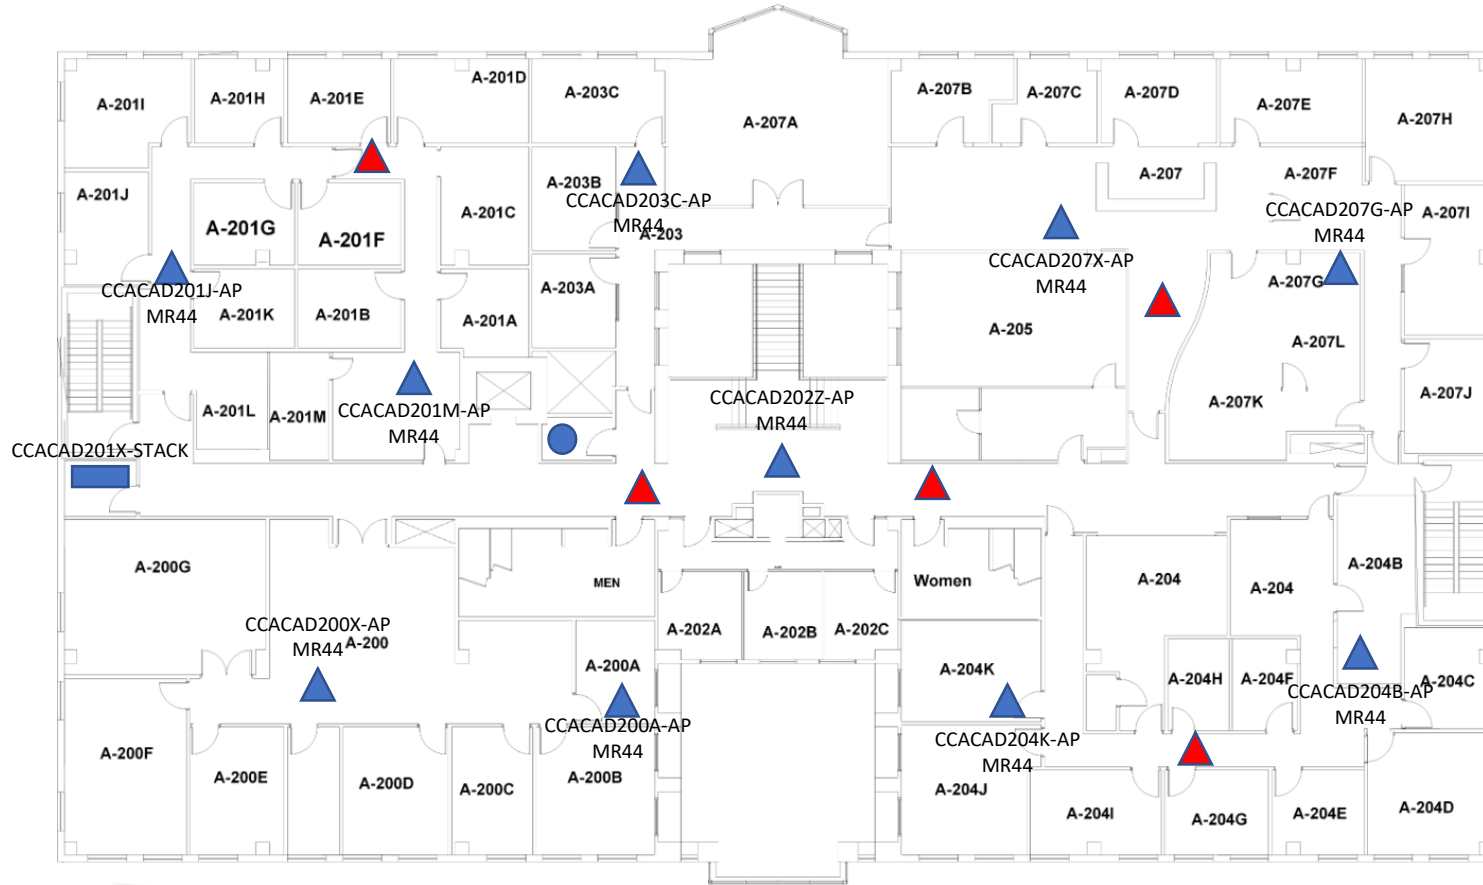 A-201D
A-201I
A-201H
A-201E
A-203C
A-207B
A-207C
A-207D
A-207E
A-207H
A-207A
A-203B
A-207
A-207F
A-201J
CCACAD203C-AP
MR44
A-203
A-201C
CCACAD207G-AP
MR44
A-207I
A-201G
A-201F
CCACAD207X-AP
MR44
CCACAD201J-AP
MR44
A-203A
A-207G
A-201K
A-201B
A-201A
A-205
A-207L
A-207J
CCACAD202Z-AP
MR44
A-207K
A-201L
A-201M
CCACAD201M-AP
MR44
CCACAD201X-STACK
A-200G
MEN
Women
A-204
A-204
A-204B
CCACAD200X-AP
MR44
A-200
A-202A
A-202B
A-202C
A-200A
A-204K
A-204H
A-204F
A-204C
CCACAD204B-AP
MR44
CCACAD200A-AP
MR44
CCACAD204K-AP
MR44
A-200F
A-200E
A-200D
A-200C
A-200B
A-204J
A-204I
A-204G
A-204E
A-204D